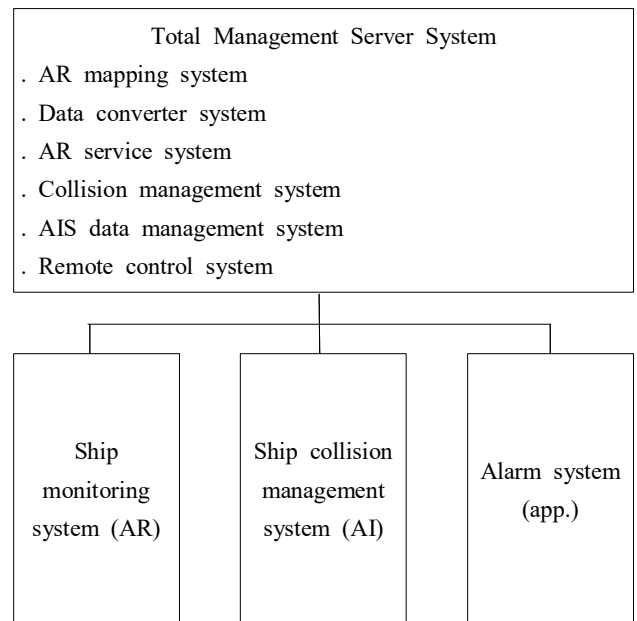 Total Management Server System
. AR mapping system
. Data converter system
. AR service system
. Collision management system
. AIS data management system
. Remote control system
Ship
monitoring
system (AR)
Ship collision
management
system (AI)
Alarm system
(app.)